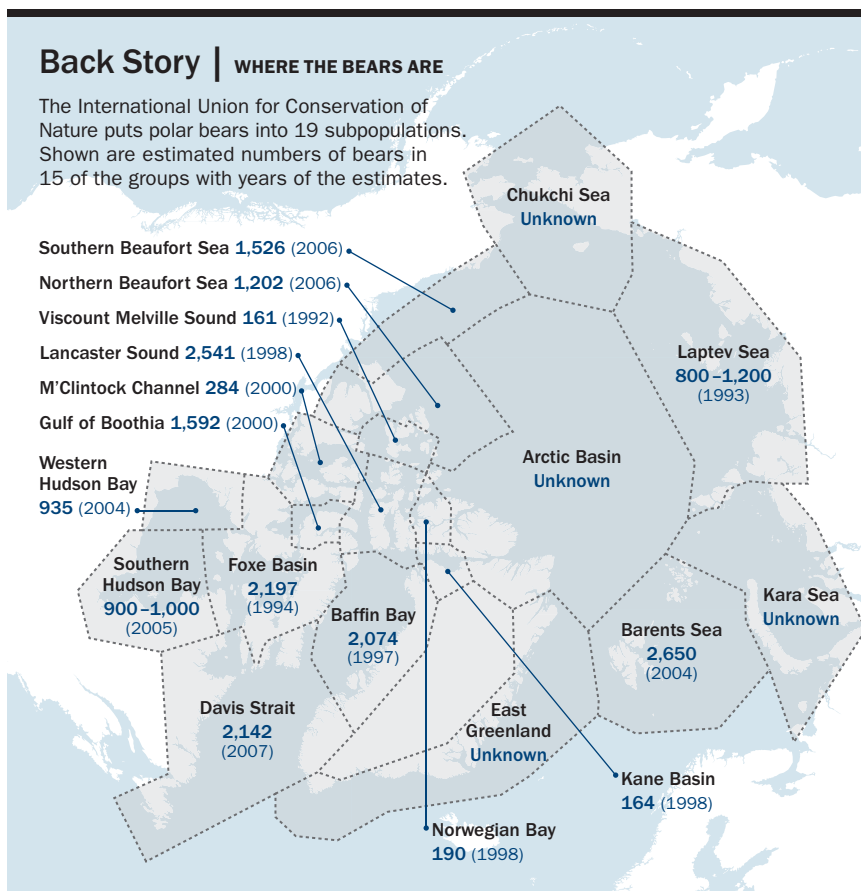 Back Story | WHERE THE BEARS ARE
The International Union for Conservation of
Nature puts polar bears into 19 subpopulations.
Shown are estimated numbers of bears in
15 of the groups with years of the estimates.
Chukchi Sea
Unknown
Southern Beaufort Sea 1,526 (2006)
Northern Beaufort Sea 1,202 (2006)
Viscount Melville Sound 161 (1992)
Lancaster Sound 2,541 (1998)
M’Clintock Channel 284 (2000)
Gulf of Boothia 1,592 (2000)
Laptev Sea
800–1,200
(1993)
Arctic Basin
Unknown
Western
Hudson Bay
935 (2004)
Southern
Hudson Bay
900–1,000
(2005)
Foxe Basin
2,197
(1994)
Baffin Bay
2,074
(1997)
Kara Sea
Unknown
Barents Sea
2,650
(2004)
Davis Strait
2,142
(2007)
East
Greenland
Unknown
Kane Basin
164 (1998)
Norwegian Bay
190 (1998)